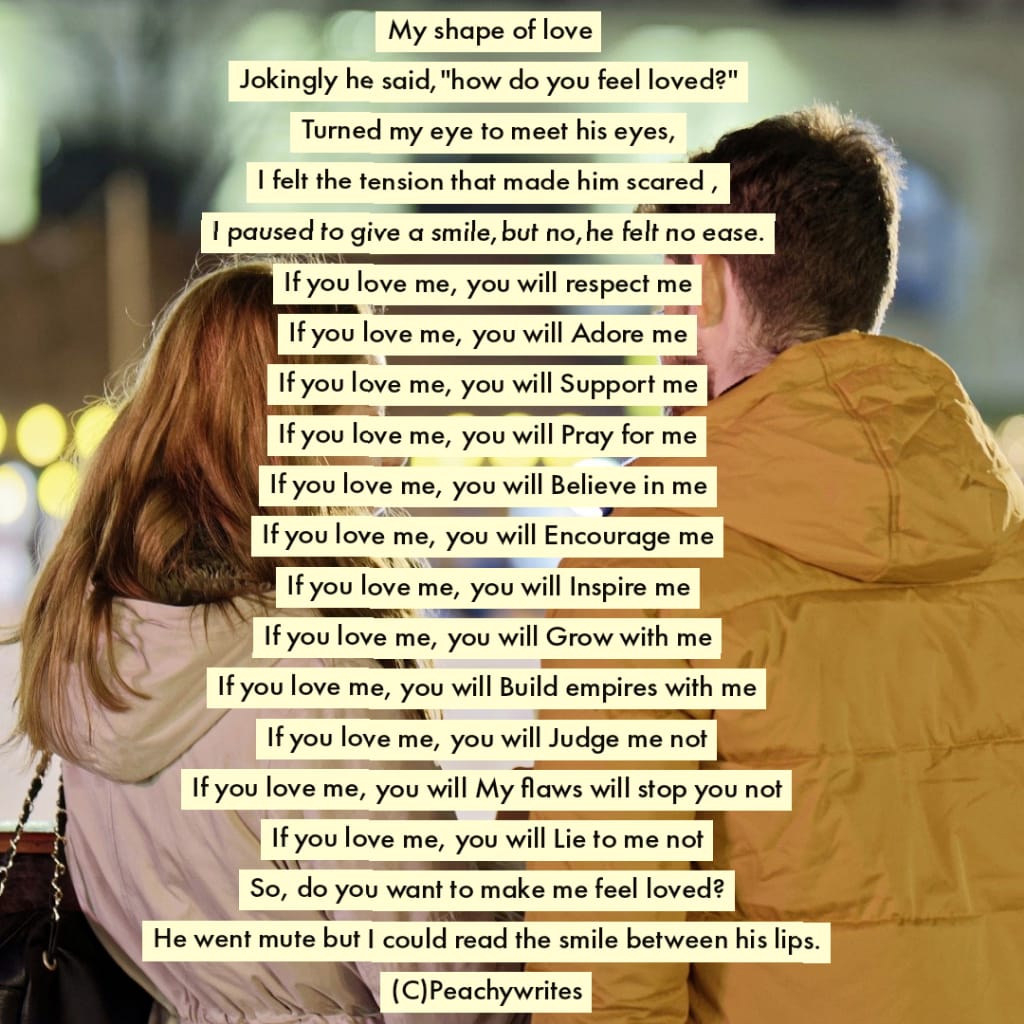 My shape of love
Jokingly he said,"how do you feel loved?"
Turned my eye to meet his eyes,
I felt the tension that made him scared ,
I paused to give a smile,but no,he felt no ease.
If you love me, you will respect me
If you love me, you will Adore me
If you love me, you will Support me
If you love me, you will Pray for me
If you love me, you will Believe in me
If you love me, you will Encourage me
If you love me, you will Inspire me
If you love me, you will Grow with me
If you love me, you will Build empires with me
If you love me, you will Judge me not
If you love me, you will My flaws will stop you not
If you love me, you will Lie to me not
So, do you want to make me feel loved?
He went mute but I could read the smile between his lips.
(C)Peachywrites